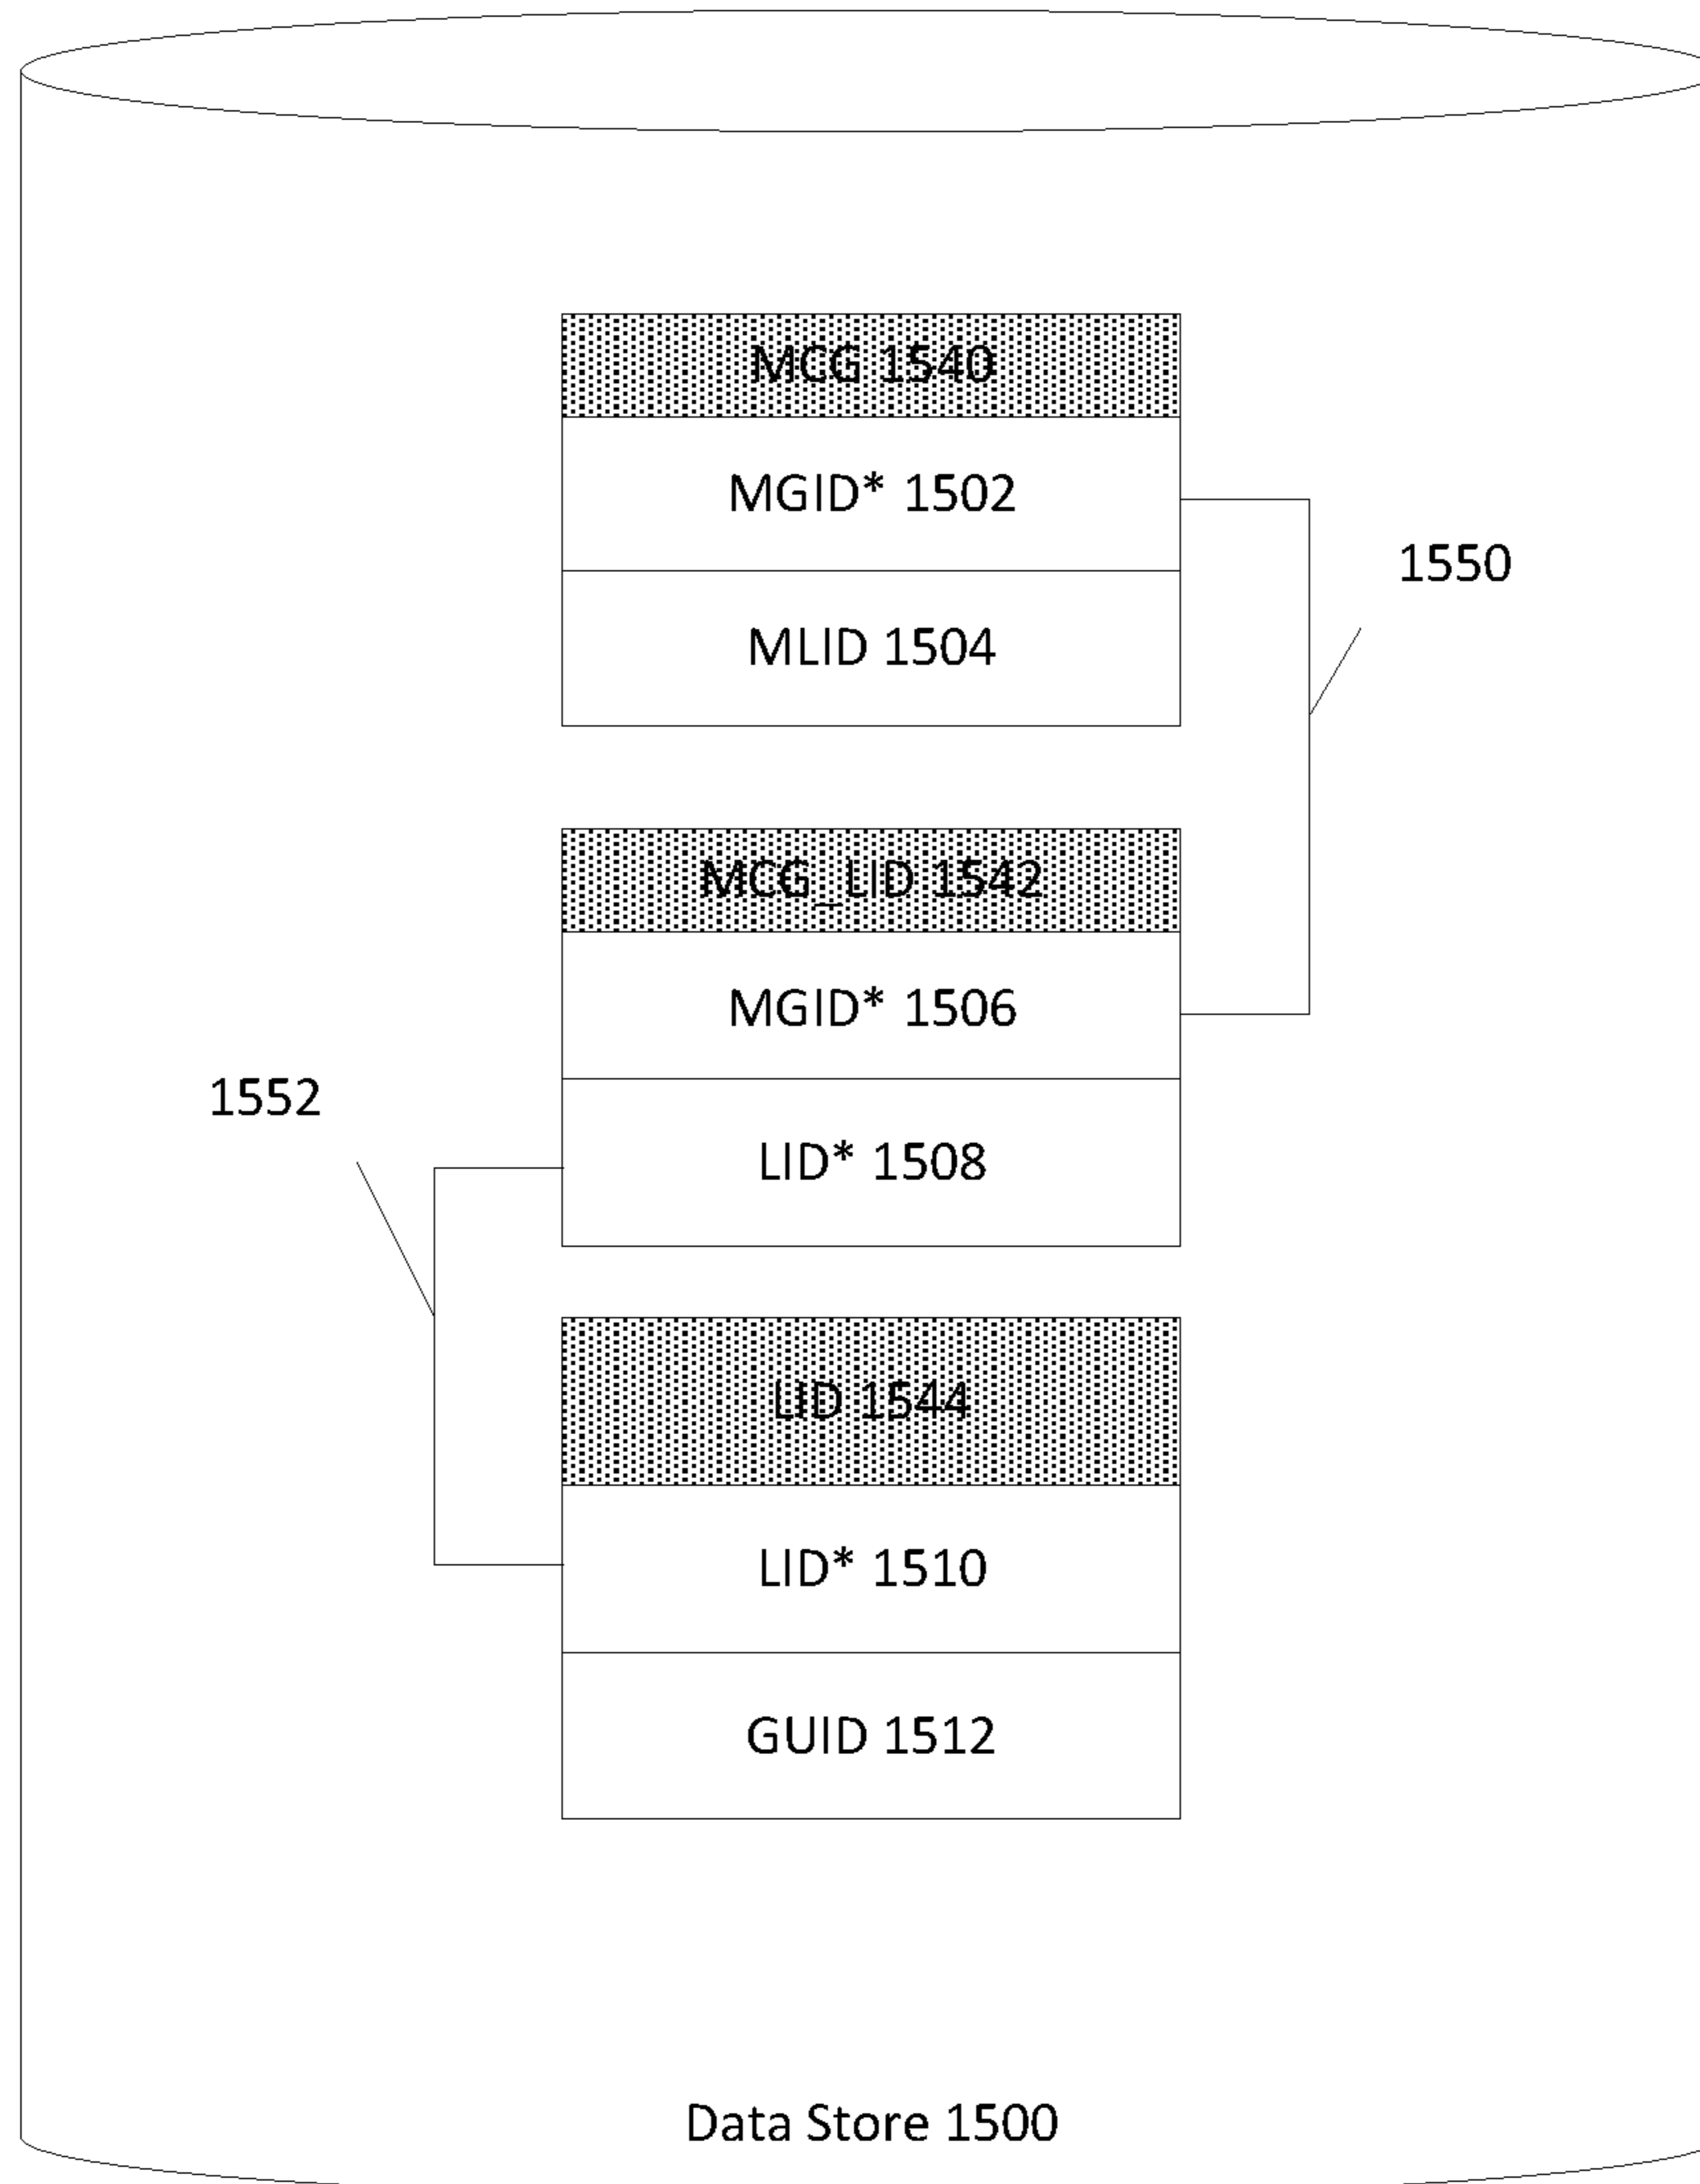 MCG 1540
MGID* 1502
1550
MLID 1504
MCG_LID 1542
MGID* 1506
1552
LID* 1508
LID 1544
LID* 1510
GUID 1512
Data Store 1500